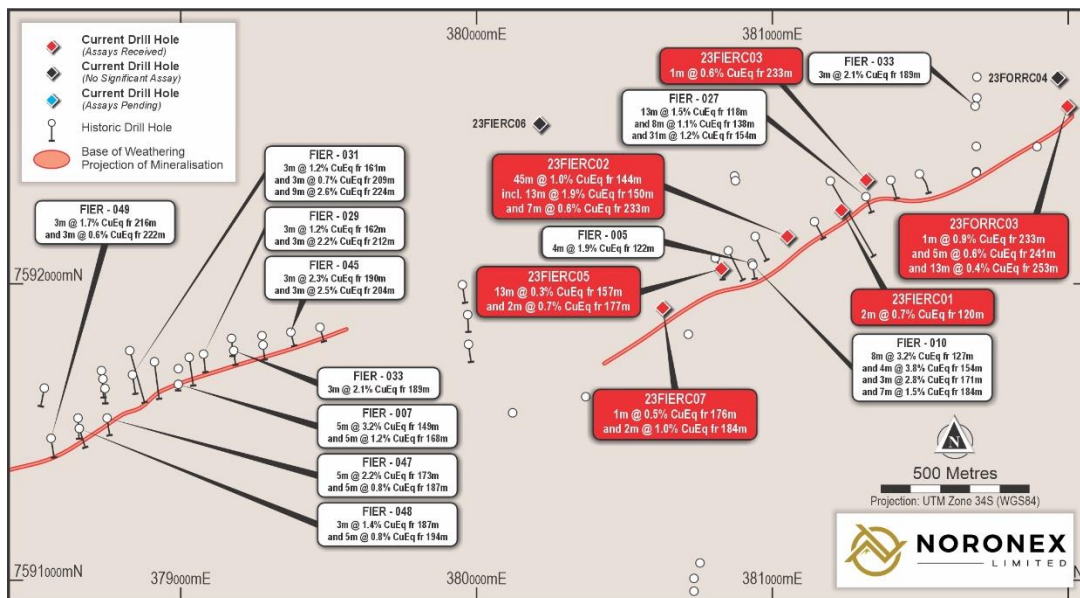 380000mE
381000mE
Current Drill Hole
(Assays Received)
Current Drill Hole
(No Significant Assay)
Current Drill Hole
(Assays Pending)
Historic Drill Hole
Base of Weathering
Projection of Mineralisation
23FIERC03
1m @ 0.6% CuEq fr 233m
FIER - 033
3m @ 2.1% CuEq fr 189m
23FORRC04
FIER - 027
13m @ 1.5% CuEq fr 118m
and 8m @ 1.1% CuEq fr 138m
and 31m @ 1.2% CuEq fr 154m
23FIERC06
FIER - 031
3m @ 1.2% CuEq fr 161m
and 3m @ 0.7% CuEq fr 209m
and 9m @ 2.6% CuEq fr 224m
23FIERC02
45m @ 1.0% CuEq fr 144m
incl. 13m @ 1.9% CuEq fr 150m
and 7m @ 0.6% CuEq fr 233m
FIER - 049
3m @ 1.7% CuEq fr 216m
and 3m @ 0.6% CuEq fr 222m
FIER - 029
3m @ 1.2% CuEq fr 162m
and 3m @ 2.2% CuEq fr 212m
FIER - 005
4m @ 1.9% CuEq fr 122m
23FORRC03
1m @ 0.9% CuEq fr 233m
and 5m @ 0.6% CuEq fr 241m
and 13m @ 0.4% CuEq fr 253m
7592000mN
FIER - 045
3m @ 2.3% CuEq fr 190m
and 3m @ 2.5% CuEq fr 204m
23FIERC05
13m @ 0.3% CuEq fr 157m
and 2m @ 0.7% CuEq fr 177m
23FIERC01
2m @ 0.7% CuEq fr 120m
FIER - 010
8m @ 3.2% CuEq fr 127m
and 4m @ 3.8% CuEq fr 154m
and 3m @ 2.8% CuEq fr 171m
and 7m @ 1.5% CuEq fr 184m
FIER - 033
3m @ 2.1% CuEq fr 189m
23FIERC07
1m @ 0.5% CuEq fr 176m
and 2m @ 1.0% CuEq fr 184m
FIER - 007
5m @ 3.2% CuEq fr 149m
and 5m @ 1.2% CuEq fr 168m
FIER - 047
5m @ 2.2% CuEq fr 173m
and 5m @ 0.8% CuEq fr 187m
FIER - 048
3m @ 1.4% CuEq fr 187m
and 5m @ 0.8% CuEq fr 194m
N
500 Metres
Projection: UTM Zone 34S (WGS84)
NORONEX
LIMITED
7591000mN
379000mE
380000mE
381000mE